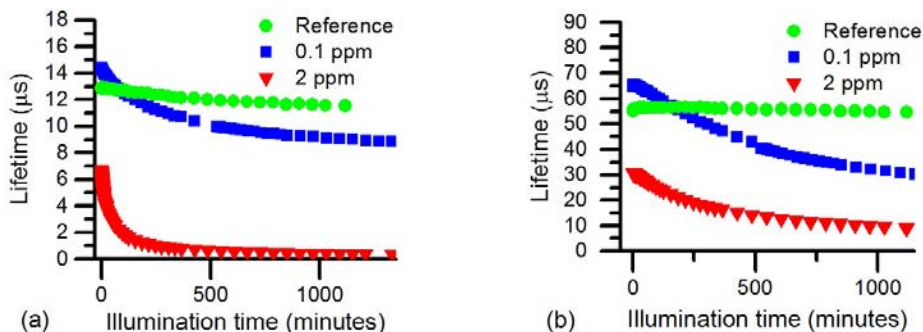 18
16
14
12
10
8
6
4
2
0
Lifetime (μs)
Reference
0.1 ppm
2 ppm
0 500 1000
(a) Illumination time (minutes)
90
80
70
60
50
40
30
20
10
0
Lifetime (μs)
Reference
0.1 ppm
2 ppm
0 500 1000
(b) Illumination time (minutes)